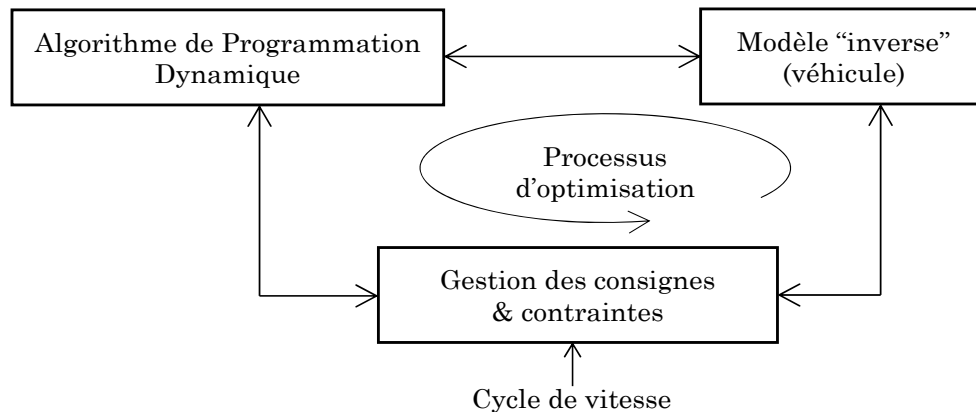 Algorithme de Programmation
Dynamique
Modèle “inverse”
(véhicule)
Processus
d'optimisation
Gestion des consignes
& contraintes
Cycle de vitesse